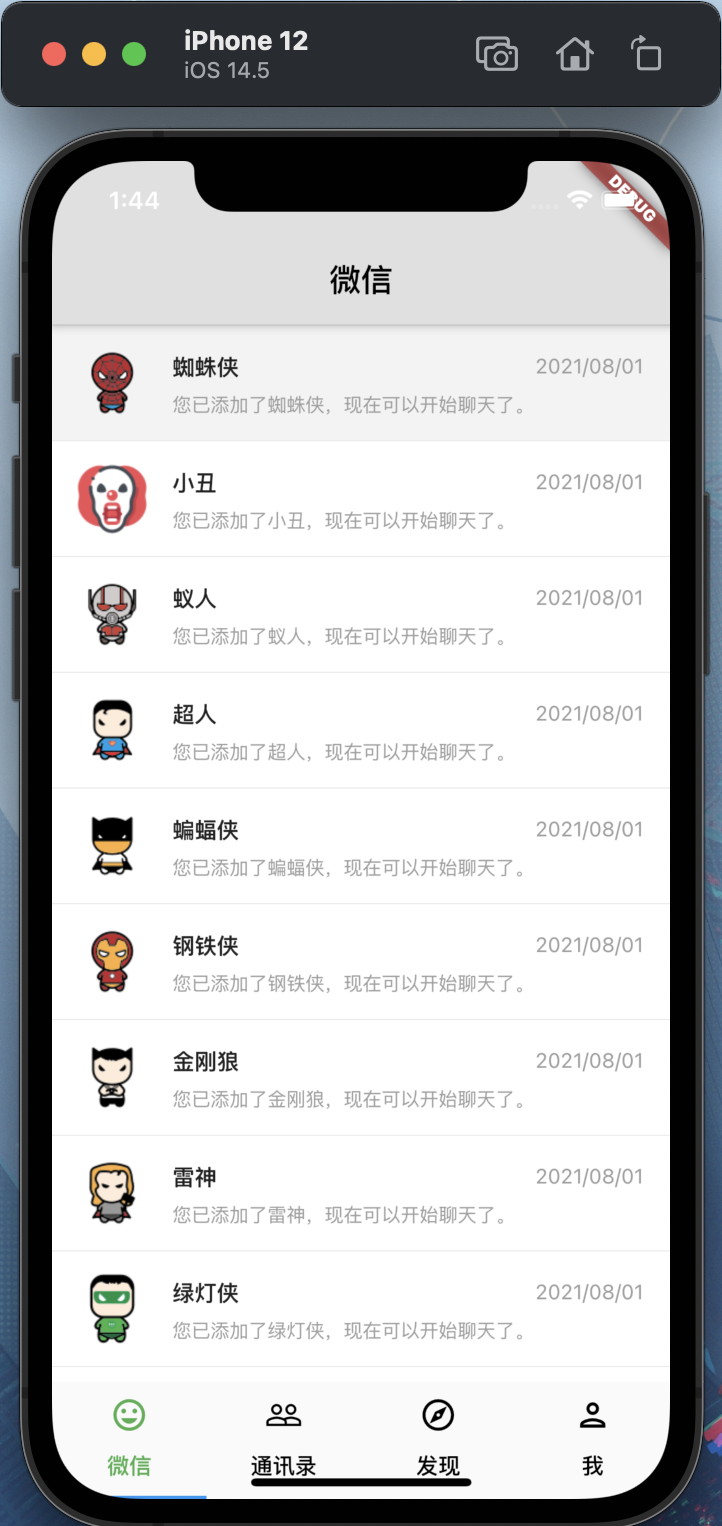 iPhone 12
iOS 14.5
1:44
DEBUG
微信
蜘蛛侠 2021/08/01
您已添加了蜘蛛侠，现在可以开始聊天了。
小丑 2021/08/01
您已添加了小丑，现在可以开始聊天了。
蚁人 2021/08/01
您已添加了蚁人，现在可以开始聊天了。
超人 2021/08/01
您已添加了超人，现在可以开始聊天了。
蝙蝠侠 2021/08/01
您已添加了蝙蝠侠，现在可以开始聊天了。
钢铁侠 2021/08/01
您已添加了钢铁侠，现在可以开始聊天了。
金刚狼 2021/08/01
您已添加了金刚狼，现在可以开始聊天了。
雷神 2021/08/01
您已添加了雷神，现在可以开始聊天了。
绿灯侠 2021/08/01
您已添加了绿灯侠，现在可以开始聊天了。
微信 通讯录 发现 我